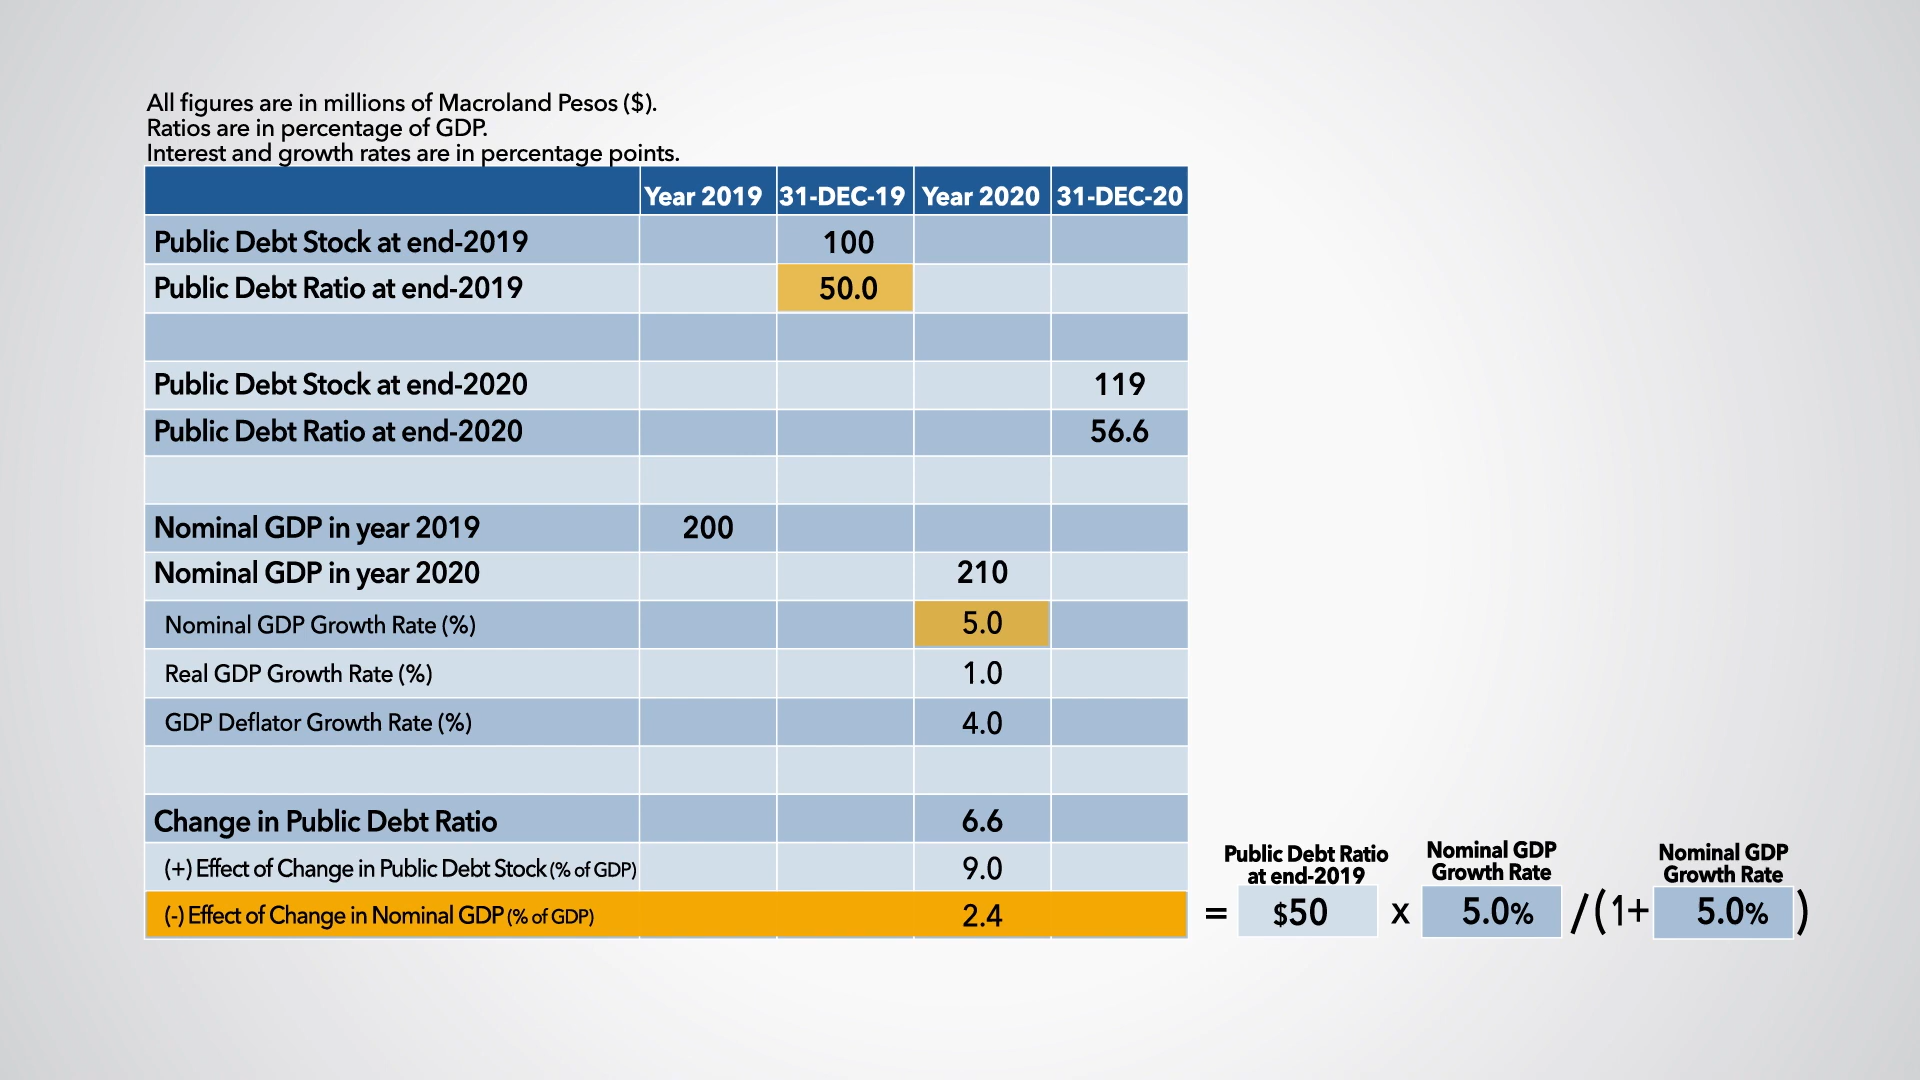 All figures are in millions of Macroland Pesos ($).
Ratios are in percentage of GDP.
Interest and growth rates are in percentage points.
Year 2019 31-DEC-19 Year 2020 31-DEC-20
Public Debt Stock at end-2019 100
Public Debt Ratio at end-2019 50.0
Public Debt Stock at end-2020 119
Public Debt Ratio at end-2020 56.6
Nominal GDP in year 2019 200
Nominal GDP in year 2020 210
Nominal GDP Growth Rate (%) 5.0
Real GDP Growth Rate (%) 1.0
GDP Deflator Growth Rate (%) 4.0
Change in Public Debt Ratio 6.6
(+) Effect of Change in Public Debt Stock (% of GDP) 9.0
(-) Effect of Change in Nominal GDP (% of GDP) 2.4
Public Debt Ratio
at end-2019
Nominal GDP
Growth Rate
Nominal GDP
Growth Rate
= $50 x 5.0% /(1+ 5.0% )